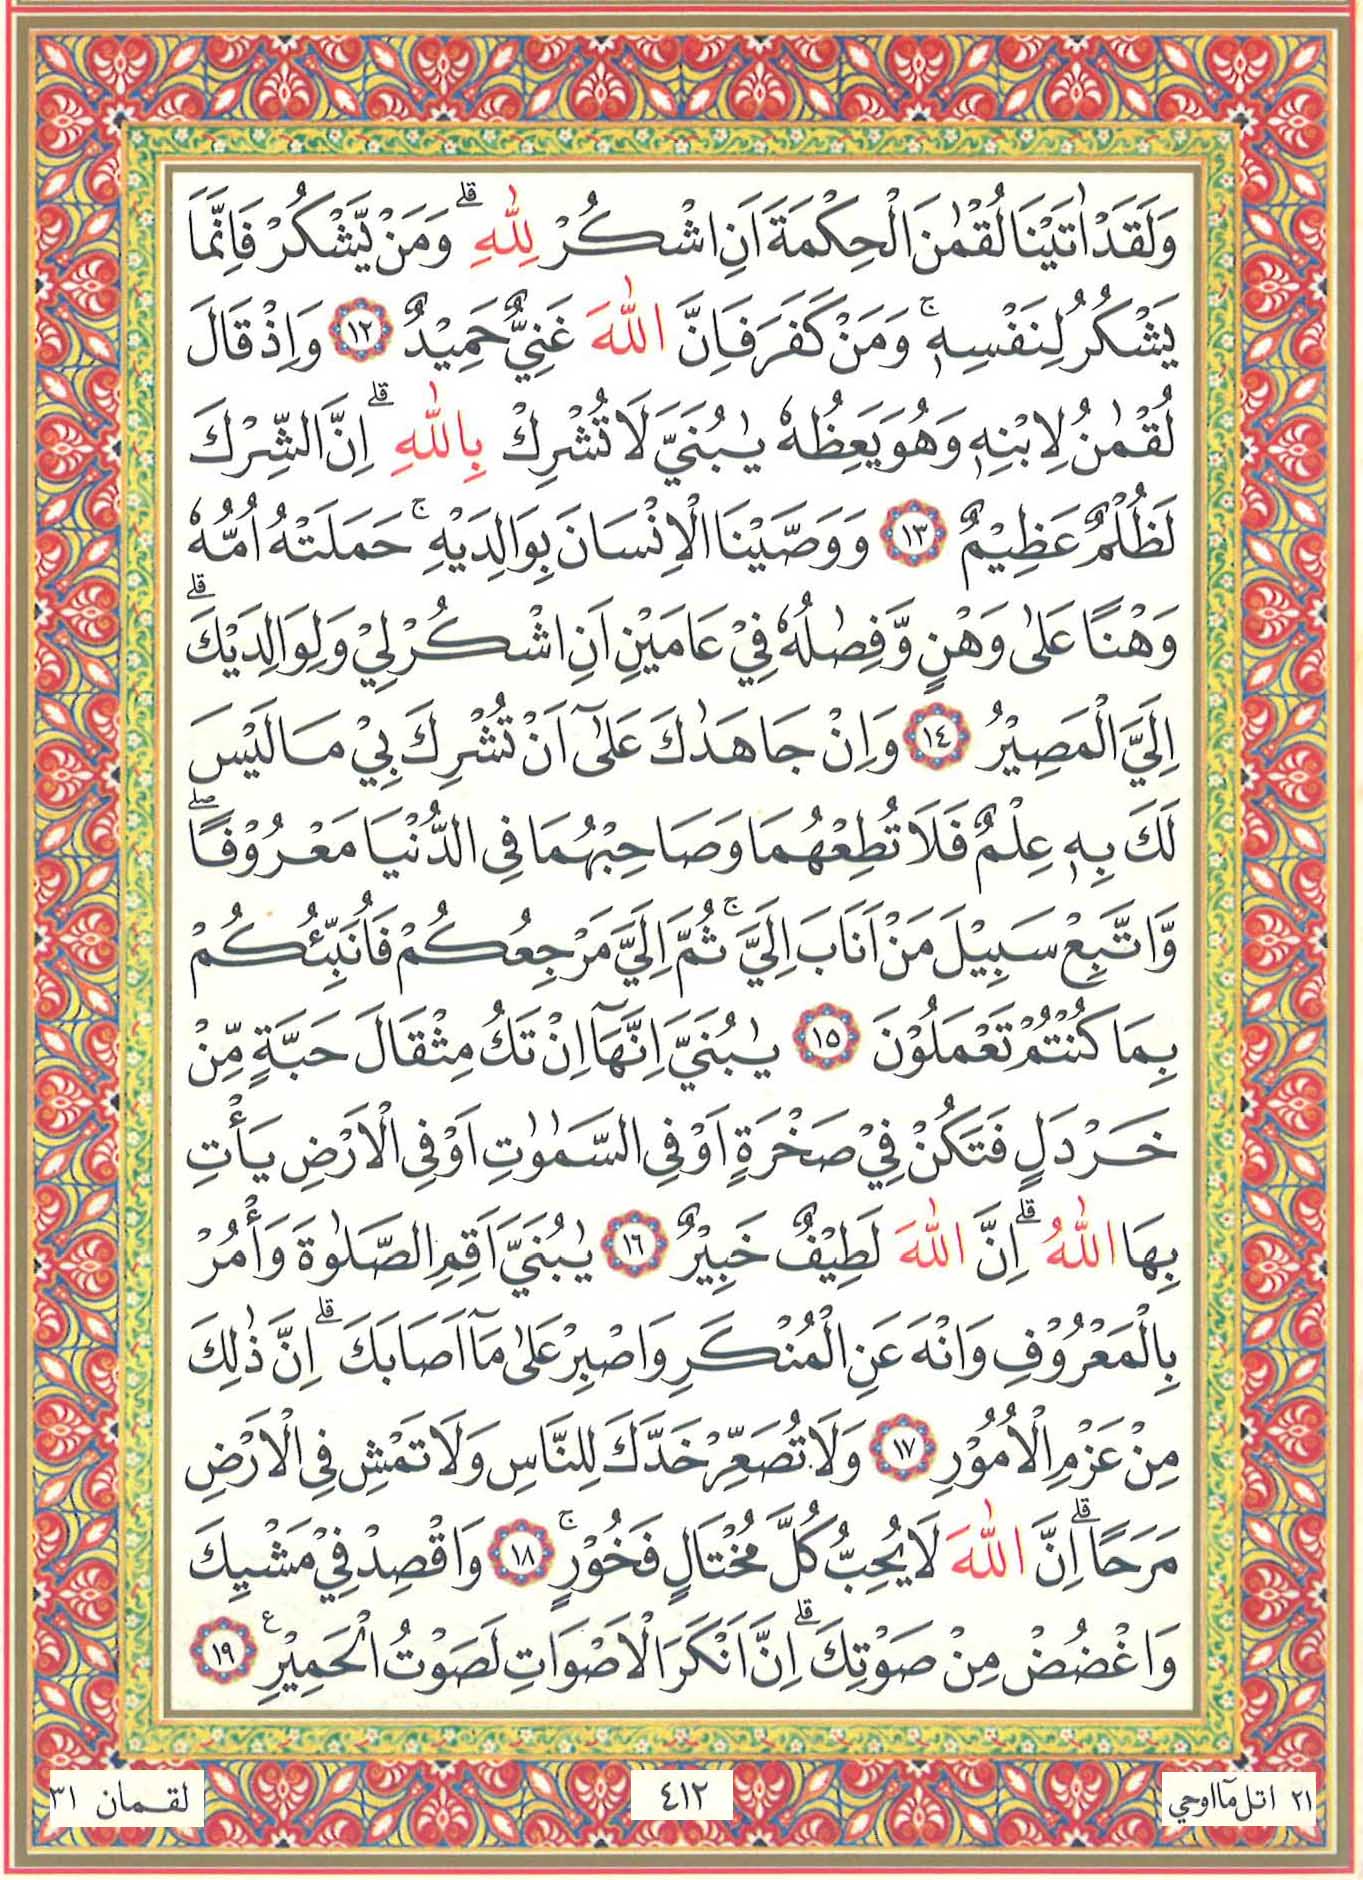 وَلَقَدْ اٰتَيْنَا لُقْمٰنَ الْحِكْمَةَ اَنِ اشْكُرْ لِلّٰهِ ۗ وَمَنْ يَّشْكُرْ فَاِنَّمَا
يَشْكُرُ لِنَفْسِهٖ ۚ وَمَنْ كَفَرَ فَاِنَّ اللّٰهَ غَنِيٌّ حَمِيْدٌ ١٢ وَاِذْ قَالَ
لُقْمٰنُ لِابْنِهٖ وَهُوَ يَعِظُهٗ يٰبُنَيَّ لَا تُشْرِكْ بِاللّٰهِ ۗ اِنَّ الشِّرْكَ
لَظُلْمٌ عَظِيْمٌ ١٣ وَوَصَّيْنَا الْاِنْسَانَ بِوَالِدَيْهِ ۚ حَمَلَتْهُ اُمُّهٗ
وَهْنًا عَلٰى وَهْنٍ وَّفِصٰلُهٗ فِيْ عَامَيْنِ اَنِ اشْكُرْ لِيْ وَلِوَالِدَيْكَ ۗ
اِلَيَّ الْمَصِيْرُ ١٤ وَاِنْ جَاهَدٰكَ عَلٰٓى اَنْ تُشْرِكَ بِيْ مَا لَيْسَ
لَكَ بِهٖ عِلْمٌ فَلَا تُطِعْهُمَا وَصَاحِبْهُمَا فِى الدُّنْيَا مَعْرُوْفًا ۖ
وَّاتَّبِعْ سَبِيْلَ مَنْ اَنَابَ اِلَيَّ ۚ ثُمَّ اِلَيَّ مَرْجِعُكُمْ فَاُنَبِّئُكُمْ
بِمَا كُنْتُمْ تَعْمَلُوْنَ ١٥ يٰبُنَيَّ اِنَّهَآ اِنْ تَكُ مِثْقَالَ حَبَّةٍ مِّنْ
خَرْدَلٍ فَتَكُنْ فِيْ صَخْرَةٍ اَوْ فِى السَّمٰوٰتِ اَوْ فِى الْاَرْضِ يَأْتِ
بِهَا اللّٰهُ ۗ اِنَّ اللّٰهَ لَطِيْفٌ خَبِيْرٌ ١٦ يٰبُنَيَّ اَقِمِ الصَّلٰوةَ وَأْمُرْ
بِالْمَعْرُوْفِ وَانْهَ عَنِ الْمُنْكَرِ وَاصْبِرْ عَلٰى مَآ اَصَابَكَ ۗ اِنَّ ذٰلِكَ
مِنْ عَزْمِ الْاُمُوْرِ ١٧ وَلَا تُصَعِّرْ خَدَّكَ لِلنَّاسِ وَلَا تَمْشِ فِى الْاَرْضِ
مَرَحًا ۗ اِنَّ اللّٰهَ لَا يُحِبُّ كُلَّ مُخْتَالٍ فَخُوْرٍ ۚ ١٨ وَاقْصِدْ فِيْ مَشْيِكَ
وَاغْضُضْ مِنْ صَوْتِكَ ۗ اِنَّ اَنْكَرَ الْاَصْوَاتِ لَصَوْتُ الْحَمِيْرِ ع ١٩
٢١ اتل مآ اوحي
٤١٢
لقمان ٣١